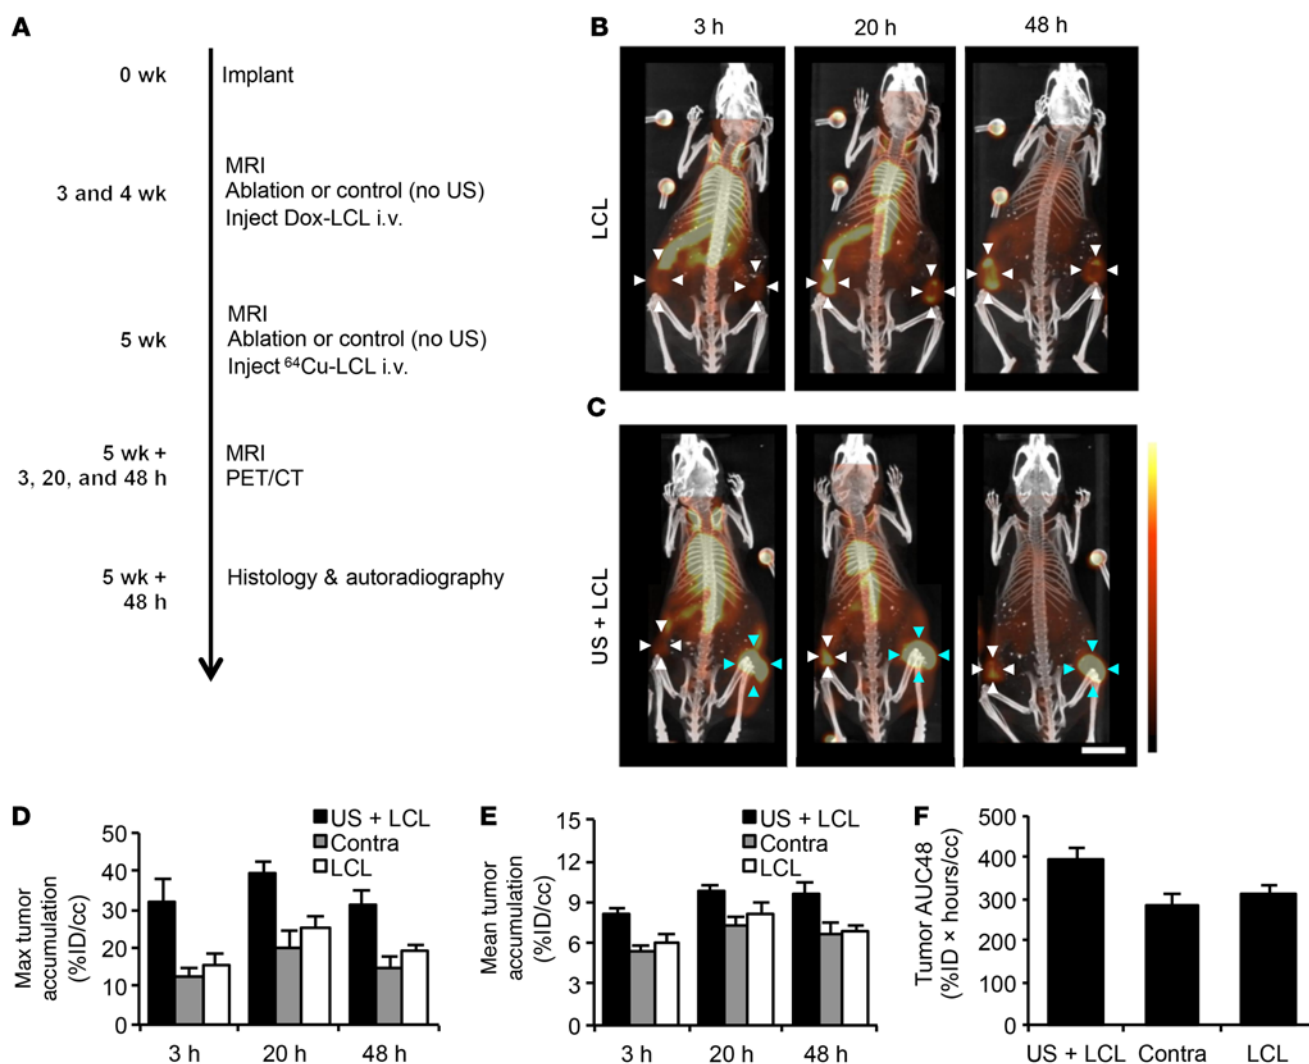 A
0 wk
Implant
3 and 4 wk
MRI
Ablation or control (no US)
Inject Dox-LCL i.v.
5 wk
MRI
Ablation or control (no US)
Inject ⁶⁴Cu-LCL i.v.
5 wk +
3, 20, and 48 h
MRI
PET/CT
5 wk +
48 h
Histology & autoradiography
B
3 h
20 h
48 h
LCL
C
US + LCL
D
US + LCL
Contra
LCL
Max tumor
accumulation
(%ID/cc)
50
40
30
20
10
0
3 h
20 h
48 h
E
US + LCL
Contra
LCL
Mean tumor
accumulation
(%ID/cc)
15
12
9
6
3
0
3 h
20 h
48 h
F
Tumor AUC48
(%ID × hours/cc)
500
400
300
200
100
0
US + LCL
Contra
LCL